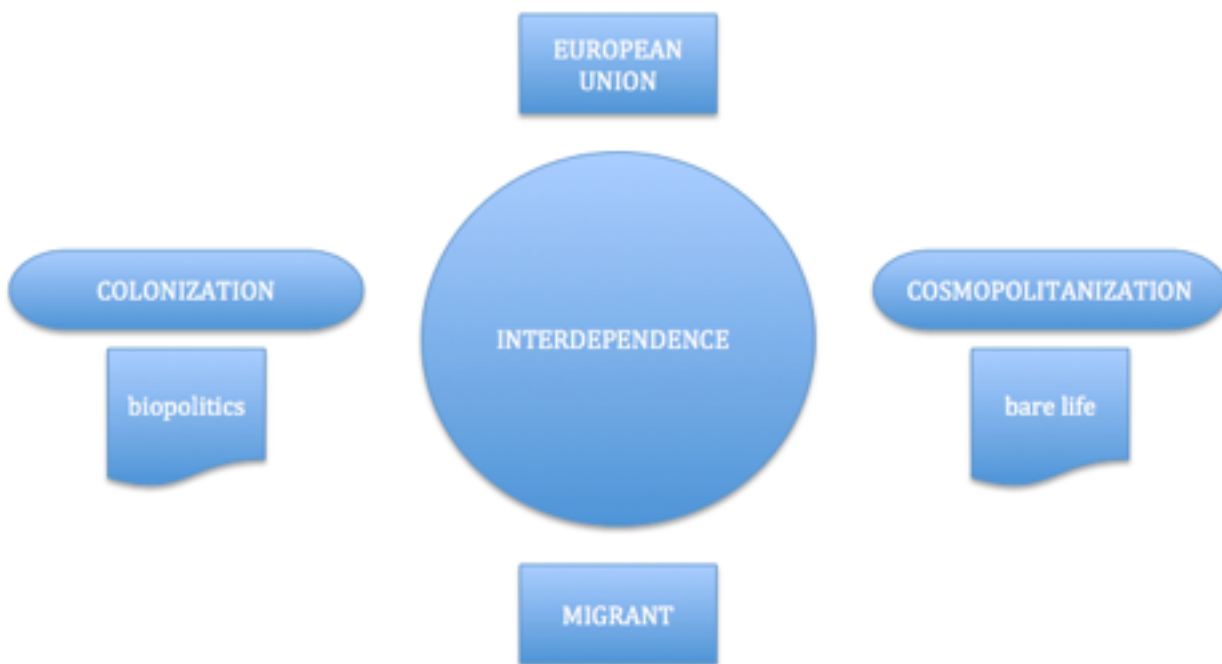 EUROPEAN
UNION
COLONIZATION
COSMOPOLITANIZATION
INTERDEPENDENCE
biopolitics
bare life
MIGRANT